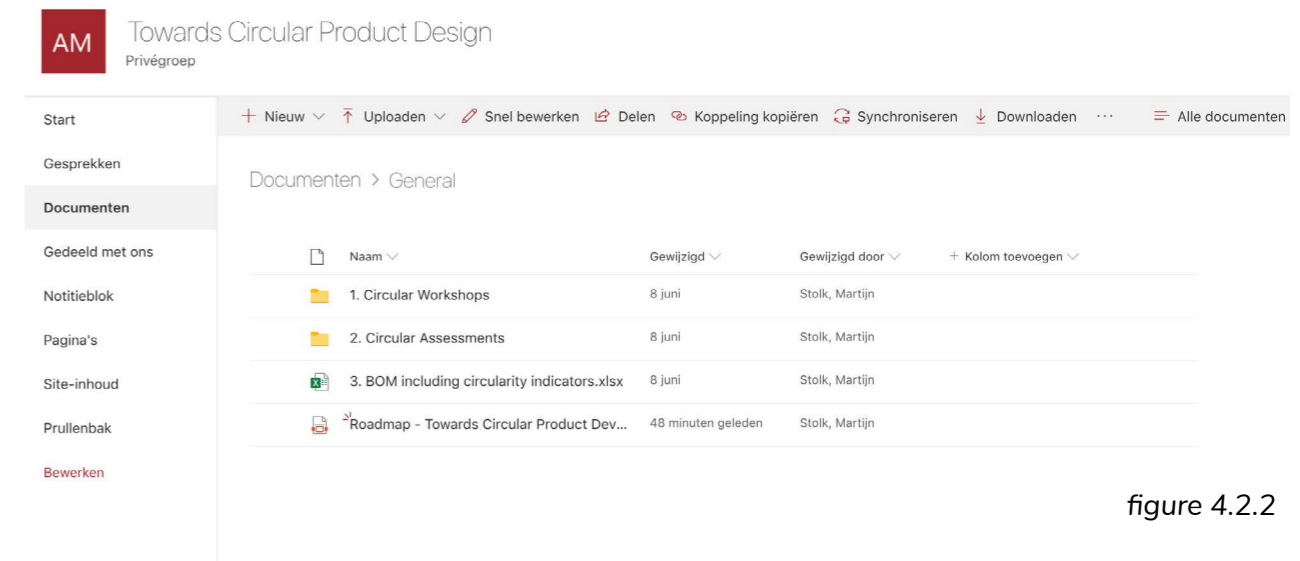 AM
Towards Circular Product Design
Privégroep
Start
Gesprekken
Documenten
Gedeeld met ons
Notitieblok
Pagina's
Site-inhoud
Prullenbak
Bewerken
+ Nieuw Uploaden Snel bewerken Delen Koppeling kopiëren Synchroniseren Downloaden ··· Alle documenten
Documenten > General
Naam Gewijzigd Gewijzigd door + Kolom toevoegen
1. Circular Workshops 8 juni Stolk, Martijn
2. Circular Assessments 8 juni Stolk, Martijn
3. BOM including circularity indicators.xlsx 8 juni Stolk, Martijn
Roadmap - Towards Circular Product Dev... 48 minuten geleden Stolk, Martijn
figure 4.2.2